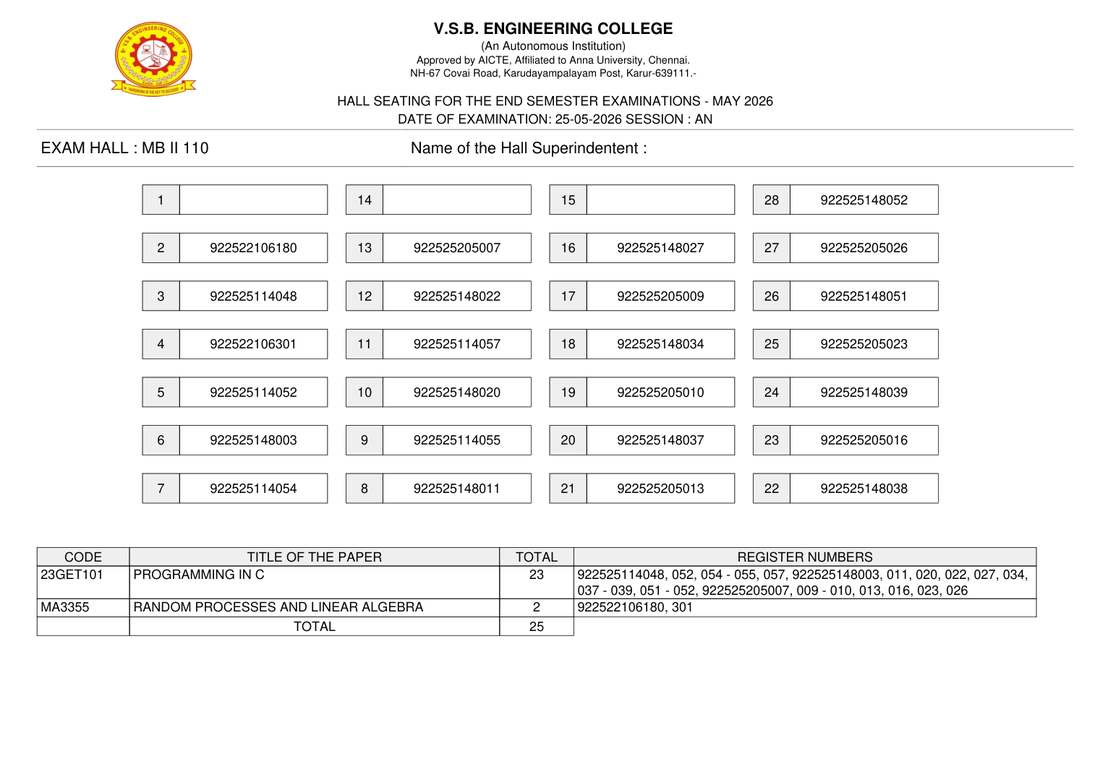 V.S.B. ENGINEERING COLLEGE
(An Autonomous Institution)
Approved by AICTE, Affiliated to Anna University, Chennai.
NH-67 Covai Road, Karudayampalayam Post, Karur-639111.-
HALL SEATING FOR THE END SEMESTER EXAMINATIONS - MAY 2026
DATE OF EXAMINATION: 25-05-2026 SESSION : AN
EXAM HALL : MB II 110 Name of the Hall Superindentent :
1 14 15 28 922525148052
2 922522106180 13 922525205007 16 922525148027 27 922525205026
3 922525114048 12 922525148022 17 922525205009 26 922525148051
4 922522106301 11 922525114057 18 922525148034 25 922525205023
5 922525114052 10 922525148020 19 922525205010 24 922525148039
6 922525148003 9 922525114055 20 922525148037 23 922525205016
7 922525114054 8 922525148011 21 922525205013 22 922525148038
CODE TITLE OF THE PAPER TOTAL REGISTER NUMBERS
23GET101 PROGRAMMING IN C 23 922525114048, 052, 054 - 055, 057, 922525148003, 011, 020, 022, 027, 034,
037 - 039, 051 - 052, 922525205007, 009 - 010, 013, 016, 023, 026
MA3355 RANDOM PROCESSES AND LINEAR ALGEBRA 2 922522106180, 301
TOTAL 25